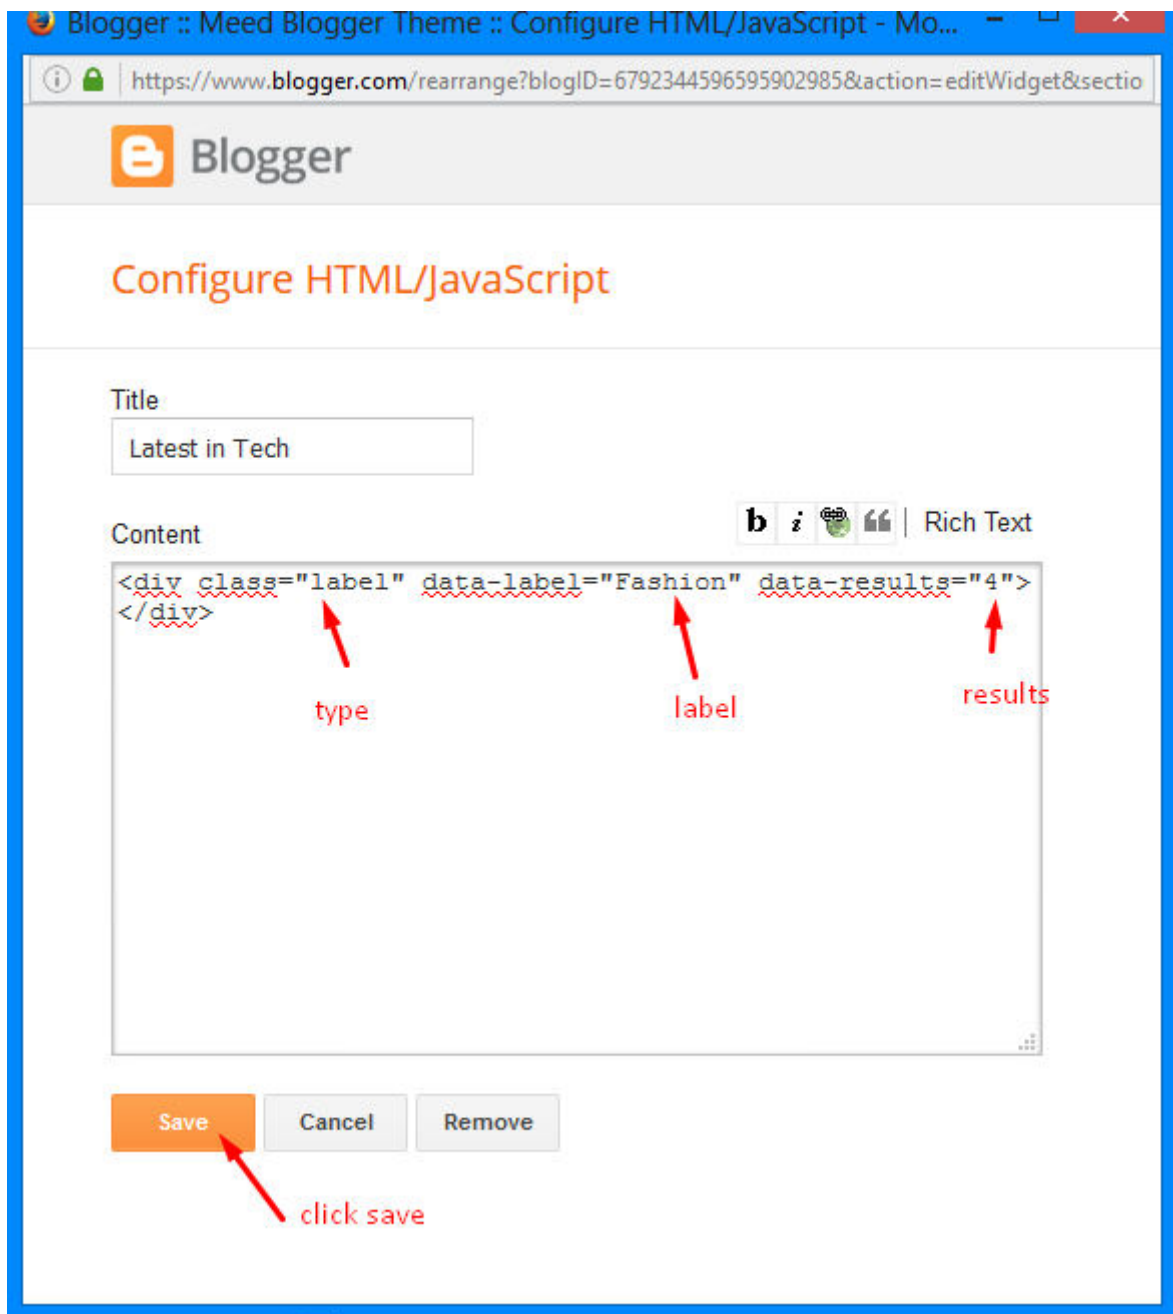 Blogger :: Meed Blogger Theme :: Configure HTML/JavaScript - Mo...
https://www.blogger.com/rearrange?blogID=6792344596595902985&action=editWidget&sectio
Blogger
Configure HTML/JavaScript
Title
Latest in Tech
Content
b i | Rich Text
<div class="label" data-label="Fashion" data-results="4">
</div>
type label results
Save Cancel Remove
click save